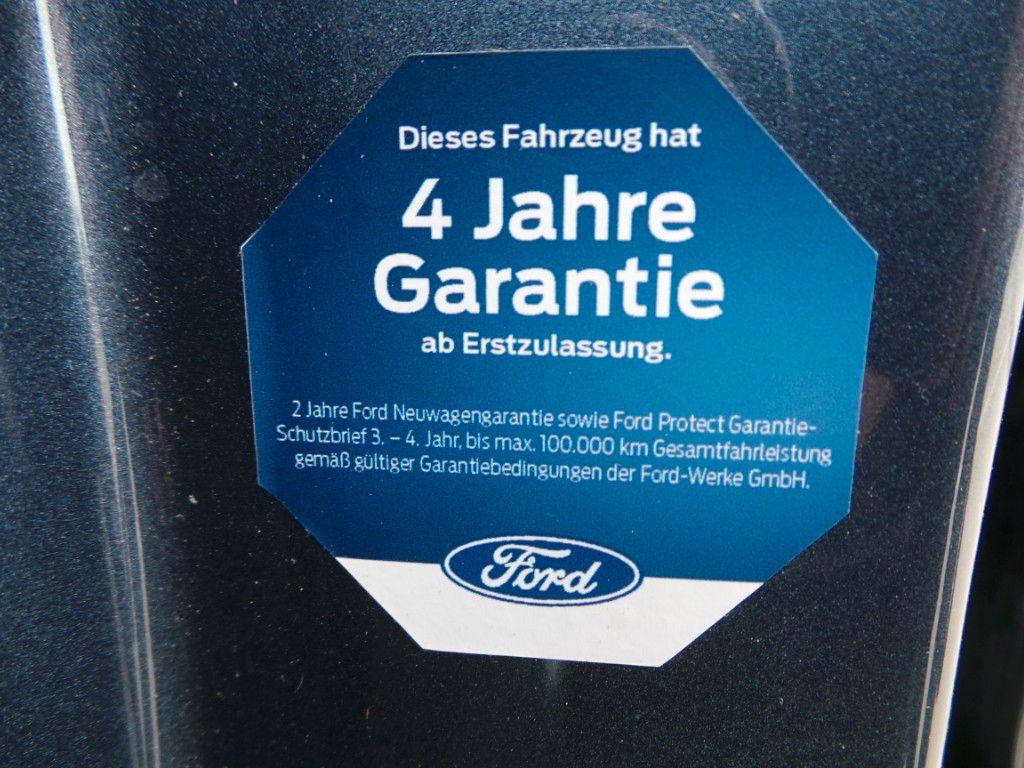 Dieses Fahrzeug hat
4 Jahre
Garantie
ab Erstzulassung.
2 Jahre Ford Neuwagengarantie sowie Ford Protect Garantie-
Schutzbrief 3. – 4. Jahr, bis max. 100.000 km Gesamtfahrleistung
gemäß gültiger Garantiebedingungen der Ford-Werke GmbH.
Ford